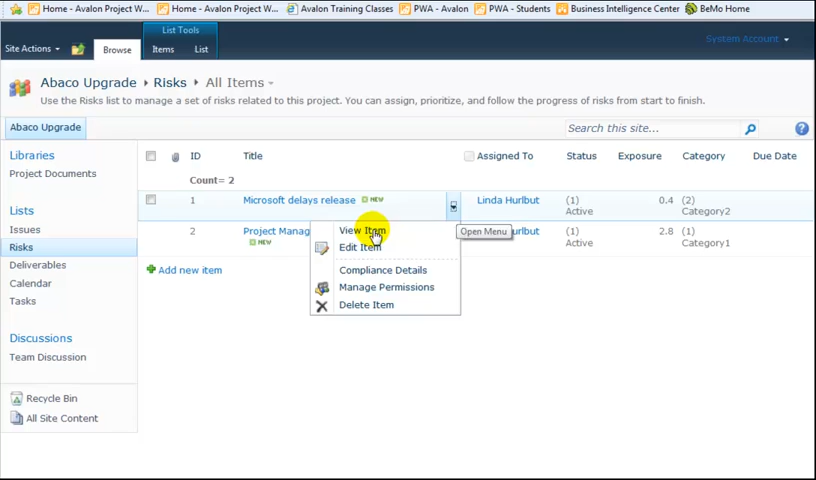 Home - Avalon Project W... Home - Avalon Project W... Avalon Training Classes PWA - Avalon PWA - Students Business Intelligence Center BeMo Home
List Tools
System Account
Site Actions Browse Items List
Abaco Upgrade Risks All Items
Use the Risks list to manage a set of risks related to this project. You can assign, prioritize, and follow the progress of risks from start to finish.
Abaco Upgrade Search this site...
Libraries
Project Documents
Lists
Issues
Risks
Deliverables
Calendar
Tasks
Discussions
Team Discussion
Recycle Bin
All Site Content
ID Title Assigned To Status Exposure Category Due Date
Count= 2
1 Microsoft delays release NEW Linda Hurlbut (1) Active 0.4 (2) Category2
2 Project Manag NEW urlbut (1) Active 2.8 (1) Category1
Add new item
View Item
Edit Item
Compliance Details
Manage Permissions
Delete Item
Open Menu